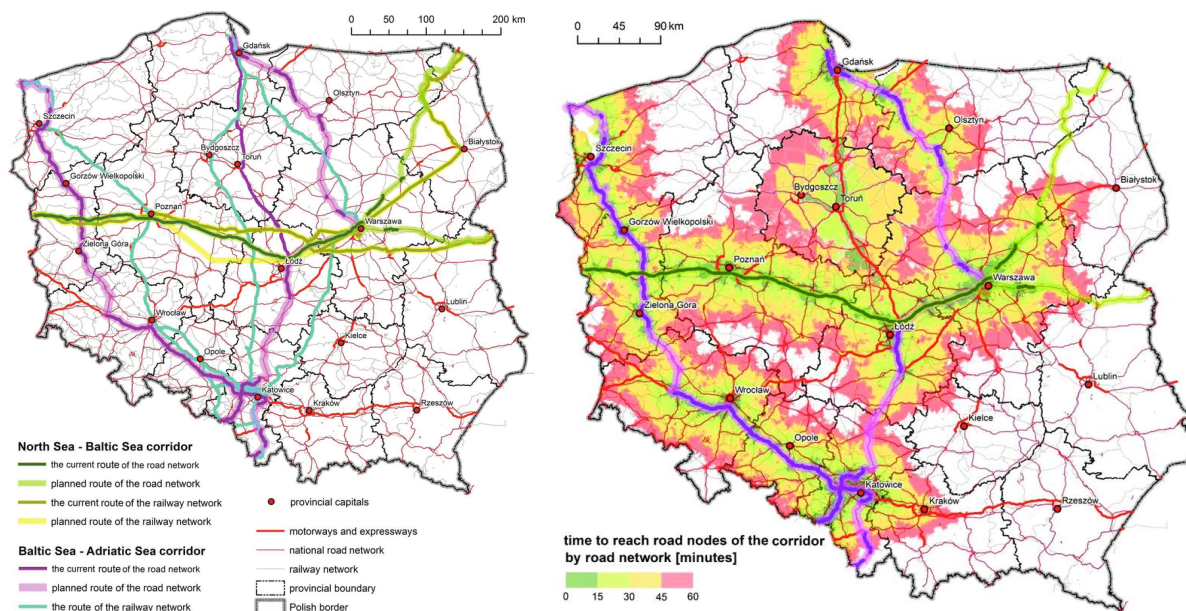 0 50 100 150 200 km
Gdańsk
Olsztyn
Szczecin
Bydgoszcz
Toruń
Białystok
Gorzów Wielkopolski
Poznań
Warszawa
Zielona Góra
Łódź
Lublin
Wrocław
Kielce
Opole
Katowice
Kraków
Rzeszów
North Sea - Baltic Sea corridor
the current route of the road network
planned route of the road network
the current route of the railway network
planned route of the railway network
Baltic Sea - Adriatic Sea corridor
the current route of the road network
planned route of the road network
the route of the railway network
provincial capitals
motorways and expressways
national road network
railway network
provincial boundary
Polish border
0 45 90 km
Gdańsk
Olsztyn
Szczecin
Białystok
Bydgoszcz
Toruń
Gorzów Wielkopolski
Poznań
Warszawa
Zielona Góra
Łódź
Lublin
Wrocław
Kielce
Opole
Katowice
Kraków
Rzeszów
time to reach road nodes of the corridor
by road network [minutes]
0 15 30 45 60